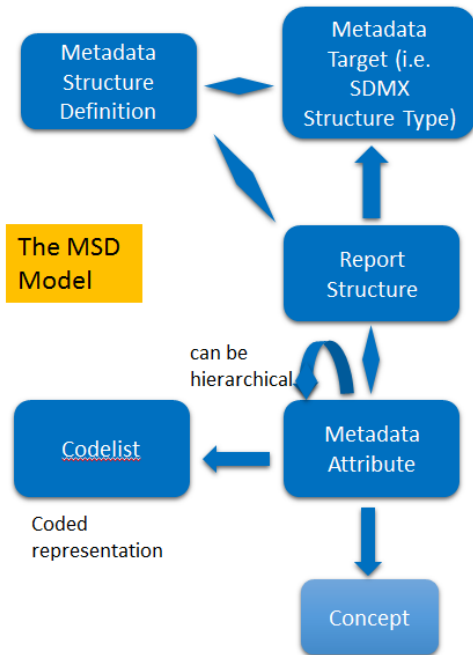 Metadata
Structure
Definition
Metadata
Target (i.e.
SDMX
Structure Type)
The MSD
Model
Report
Structure
can be
hierarchical
Codelist
Metadata
Attribute
Coded
representation
Concept